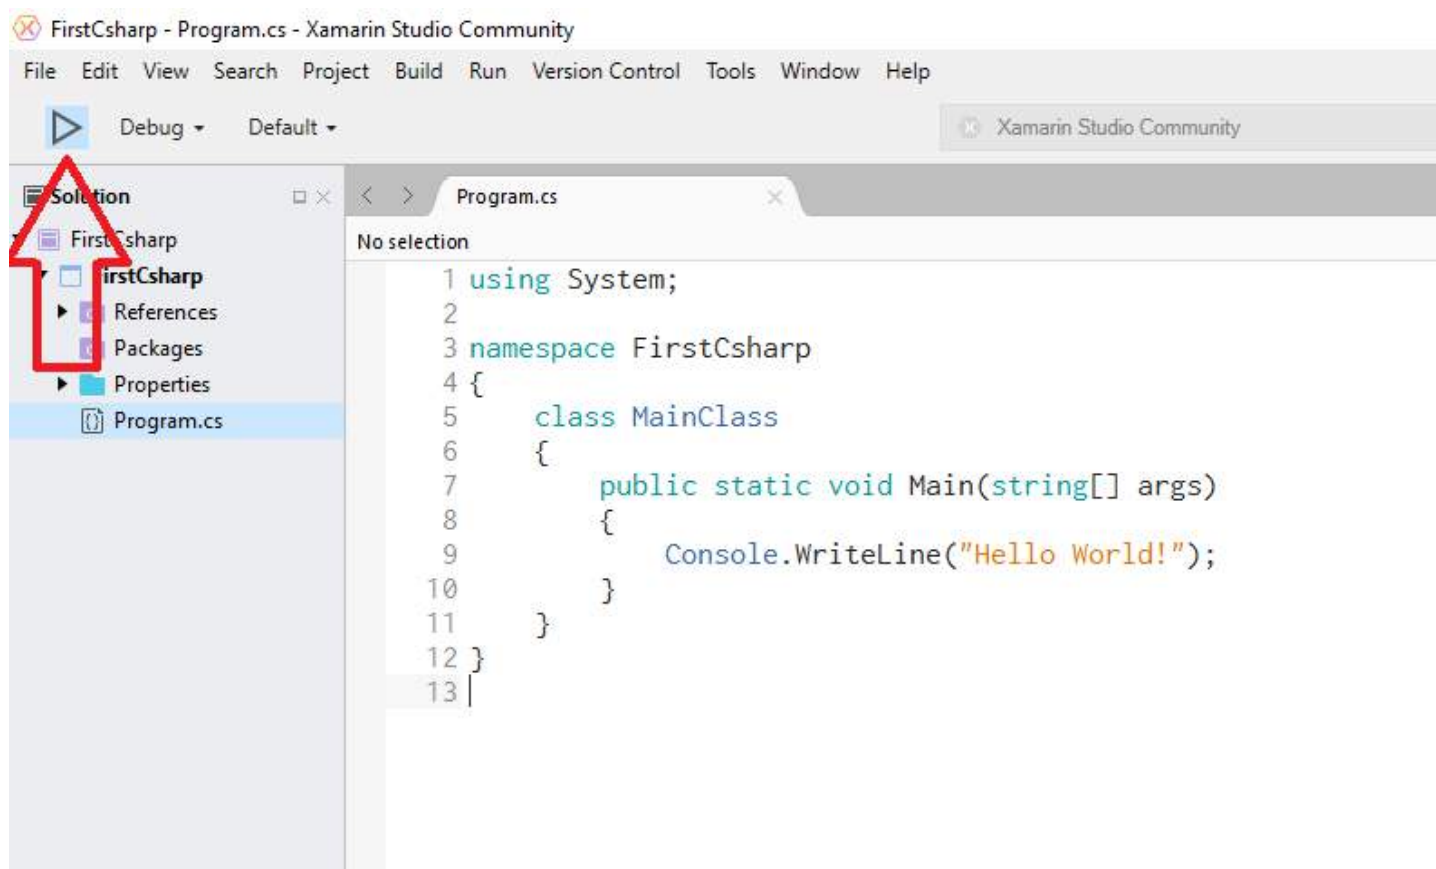 FirstCsharp - Program.cs - Xamarin Studio Community
File Edit View Search Project Build Run Version Control Tools Window Help
Debug Default Xamarin Studio Community
Solution
Program.cs
FirstCsharp
No selection
FirstCsharp
References
Packages
Properties
Program.cs
1 using System;
2
3 namespace FirstCsharp
4 {
5 class MainClass
6 {
7 public static void Main(string[] args)
8 {
9 Console.WriteLine("Hello World!");
10 }
11 }
12 }
13